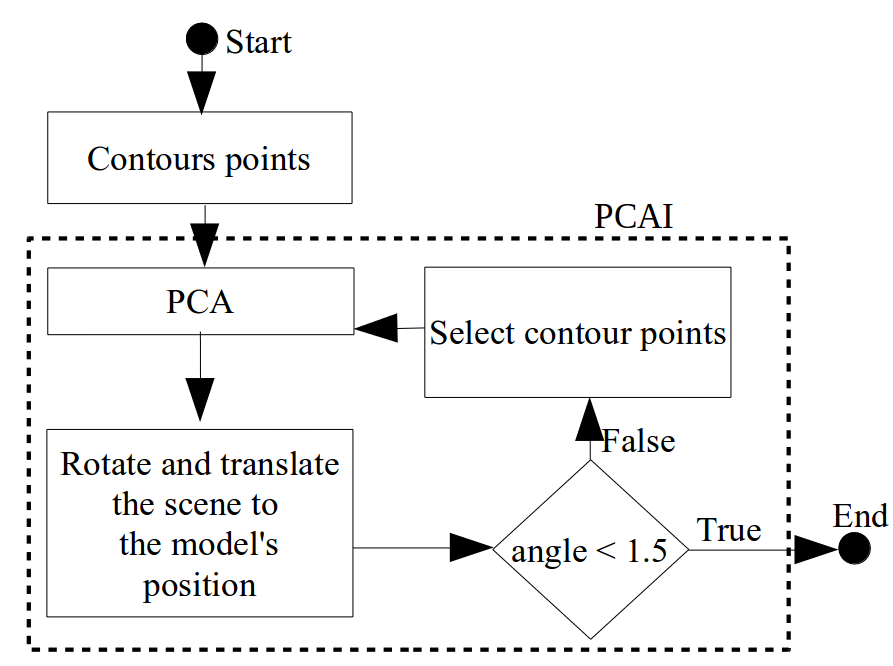 Start
Contours points
PCAI
PCA
Select contour points
False
Rotate and translate
the scene to
the model's
position
angle < 1.5
True
End